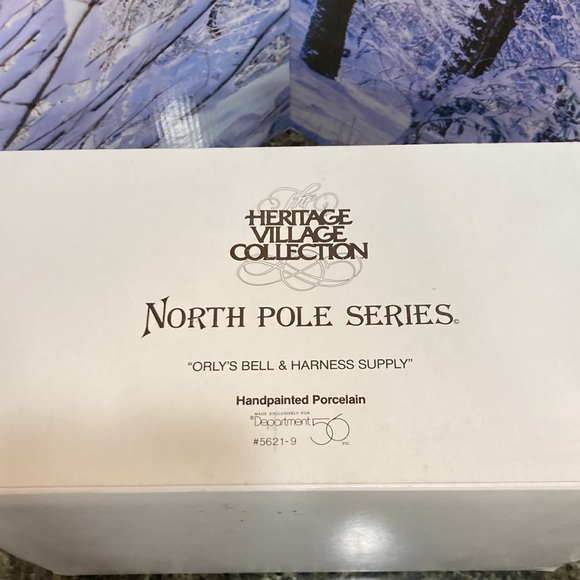 The
HERITAGE
VILLAGE
COLLECTION
NORTH POLE SERIES©
"ORLY'S BELL & HARNESS SUPPLY"
Handpainted Porcelain
MADE EXCLUSIVELY FOR
©Department 56 INC.
#5621-9